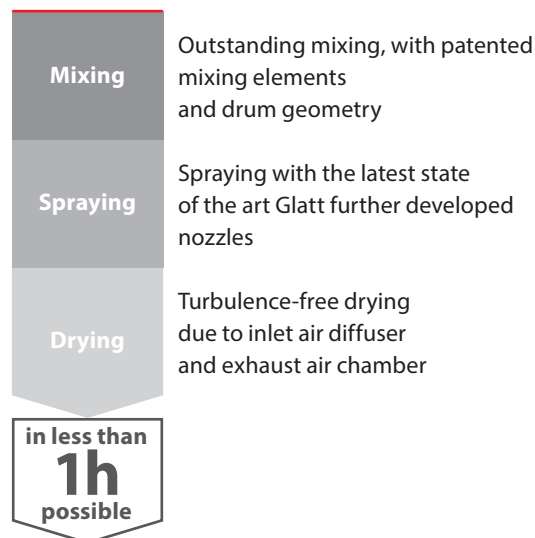 Mixing
Outstanding mixing, with patented
mixing elements
and drum geometry
Spraying
Spraying with the latest state
of the art Glatt further developed
nozzles
Drying
Turbulence-free drying
due to inlet air diffuser
and exhaust air chamber
in less than
1h
possible